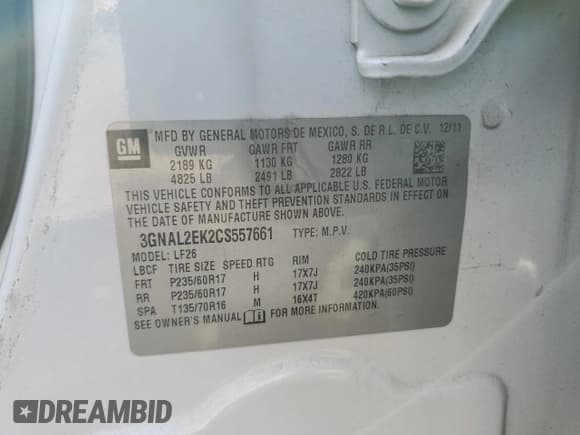 GM
MFD BY GENERAL MOTORS DE MEXICO, S. DE R.L. DE C.V. 12/11
GVWR GAWR FRT GAWR RR
2189 KG 1130 KG 1280 KG
4825 LB 2491 LB 2822 LB
THIS VEHICLE CONFORMS TO ALL APPLICABLE U.S. FEDERAL MOTOR
VEHICLE SAFETY AND THEFT PREVENTION STANDARDS IN EFFECT ON
THE DATE OF MANUFACTURE SHOWN ABOVE.
3GNAL2EK2CS557661 TYPE: M.P.V.
MODEL: LF26
LBCF TIRE SIZE SPEED RTG RIM COLD TIRE PRESSURE
FRT P235/60R17 H 17X7J 240KPA(35PSI)
RR P235/60R17 H 17X7J 240KPA(35PSI)
SPA T135/70R16 M 16X4T 420KPA(60PSI)
SEE OWNER'S MANUAL FOR MORE INFORMATION.
DREAMBID